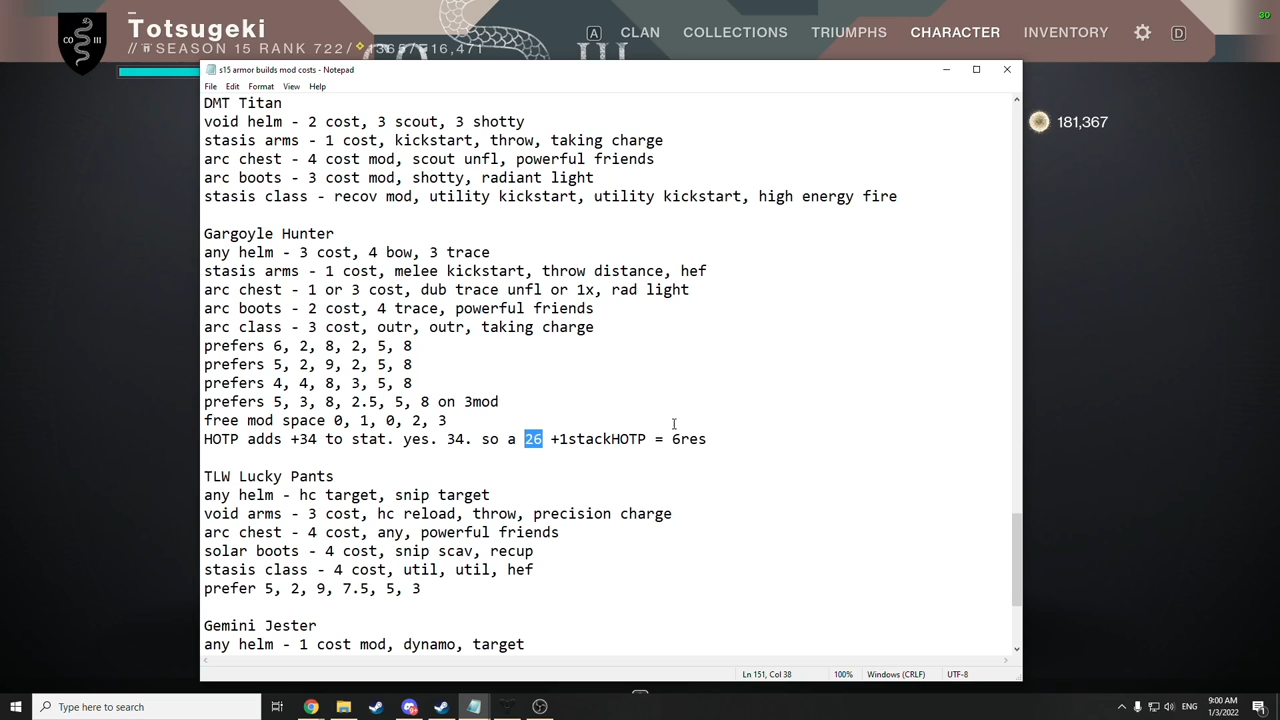 30
Totsugeki
// SEASON 15 RANK 722/ 1365/16,471
CO III
A CLAN COLLECTIONS TRIUMPHS CHARACTER INVENTORY D
s15 armor builds mod costs - Notepad
File Edit Format View Help
181,367
DMT Titan
void helm - 2 cost, 3 scout, 3 shotty
stasis arms - 1 cost, kickstart, throw, taking charge
arc chest - 4 cost mod, scout unfl, powerful friends
arc boots - 3 cost mod, shotty, radiant light
stasis class - recov mod, utility kickstart, utility kickstart, high energy fire
Gargoyle Hunter
any helm - 3 cost, 4 bow, 3 trace
stasis arms - 1 cost, melee kickstart, throw distance, hef
arc chest - 1 or 3 cost, dub trace unfl or 1x, rad light
arc boots - 2 cost, 4 trace, powerful friends
arc class - 3 cost, outr, outr, taking charge
prefers 6, 2, 8, 2, 5, 8
prefers 5, 2, 9, 2, 5, 8
prefers 4, 4, 8, 3, 5, 8
prefers 5, 3, 8, 2.5, 5, 8 on 3mod
free mod space 0, 1, 0, 2, 3
HOTP adds +34 to stat. yes. 34. so a 26 +1stackHOTP = 6res
TLW Lucky Pants
any helm - hc target, snip target
void arms - 3 cost, hc reload, throw, precision charge
arc chest - 4 cost, any, powerful friends
solar boots - 4 cost, snip scav, recup
stasis class - 4 cost, util, util, hef
prefer 5, 2, 9, 7.5, 5, 3
Gemini Jester
any helm - 1 cost mod, dynamo, target
Ln 151, Col 38 100% Windows (CRLF) UTF-8
Type here to search
ENG
9:00 AM
1/3/2022
1